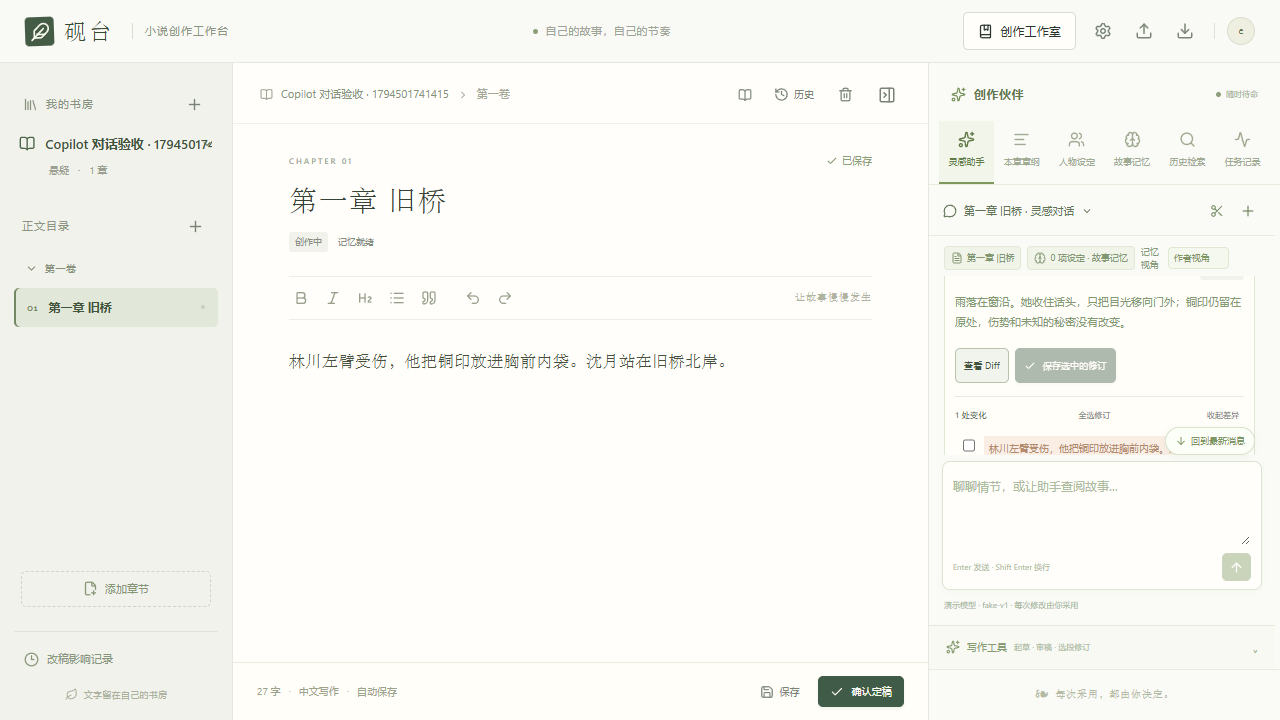 砚台
小说创作工作台
自己的故事，自己的节奏
创作工作室
c
我的书房
Copilot 对话验收 · 17945017
悬疑 · 1 章
正文目录
第一卷
01 第一章 旧桥
添加章节
改稿影响记录
文字留在自己的书房
Copilot 对话验收 · 1794501741415 › 第一卷
历史
CHAPTER 01
已保存
第一章 旧桥
创作中 记忆就绪
B I H2
让故事慢慢发生
林川左臂受伤，他把铜印放进胸前内袋。沈月站在旧桥北岸。
27 字 · 中文写作 · 自动保存
保存
确认定稿
创作伙伴
随时待命
灵感助手 本章章纲 人物设定 故事记忆 历史检索 任务记录
第一章 旧桥 · 灵感对话
第一章 旧桥
0 项设定 · 故事记忆
记忆
视角
作者视角
雨落在窗沿。她收住话头，只把目光移向门外；铜印仍留在
原处，伤势和未知的秘密没有改变。
查看 Diff
保存选中的修订
1 处变化 全选修订 收起差异
林川左臂受伤，他把铜印放进胸前内袋。
回到最新消息
聊聊情节，或让助手查阅故事...
Enter 发送 · Shift Enter 换行
演示模型 · fake-v1 · 每次修改由你采用
写作工具 起草 · 审稿 · 选段修订
每次采用，都由你决定。